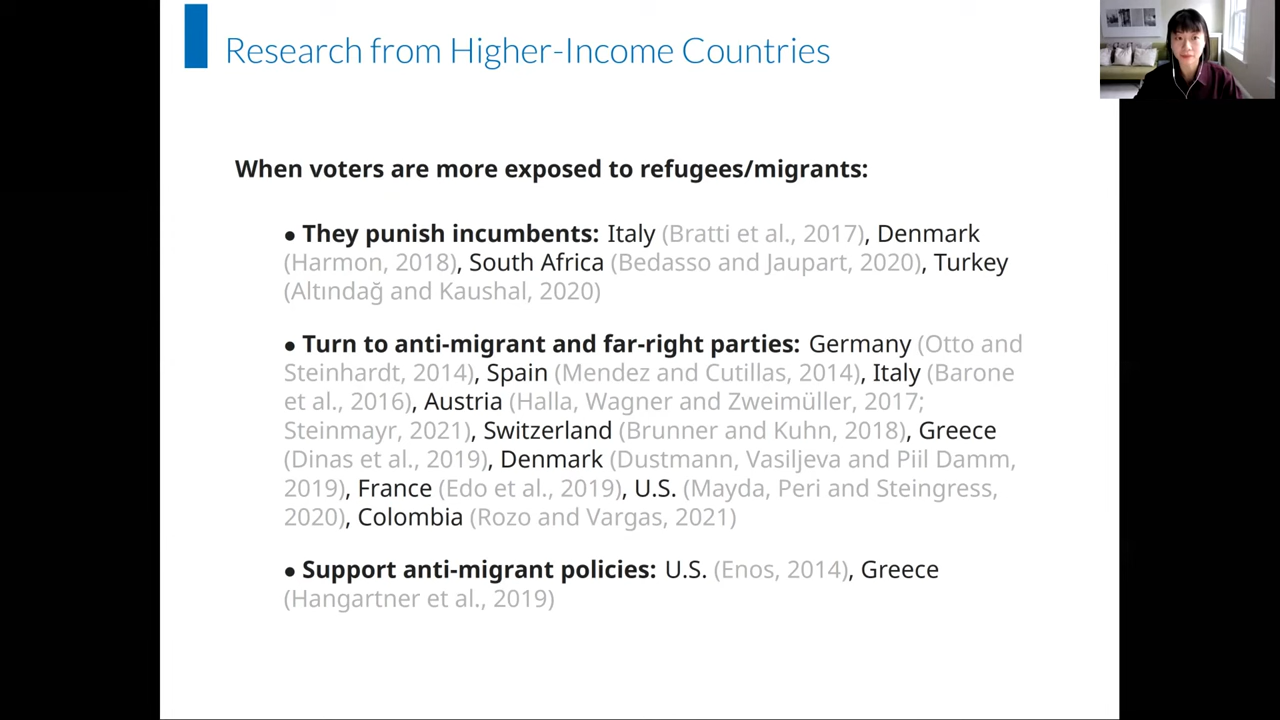 Research from Higher-Income Countries
When voters are more exposed to refugees/migrants:
• They punish incumbents: Italy (Bratti et al., 2017), Denmark
(Harmon, 2018), South Africa (Bedasso and Jaupart, 2020), Turkey
(Altındağ and Kaushal, 2020)
• Turn to anti-migrant and far-right parties: Germany (Otto and
Steinhardt, 2014), Spain (Mendez and Cutillas, 2014), Italy (Barone
et al., 2016), Austria (Halla, Wagner and Zweimüller, 2017;
Steinmayr, 2021), Switzerland (Brunner and Kuhn, 2018), Greece
(Dinas et al., 2019), Denmark (Dustmann, Vasiljeva and Piil Damm,
2019), France (Edo et al., 2019), U.S. (Mayda, Peri and Steingress,
2020), Colombia (Rozo and Vargas, 2021)
• Support anti-migrant policies: U.S. (Enos, 2014), Greece
(Hangartner et al., 2019)